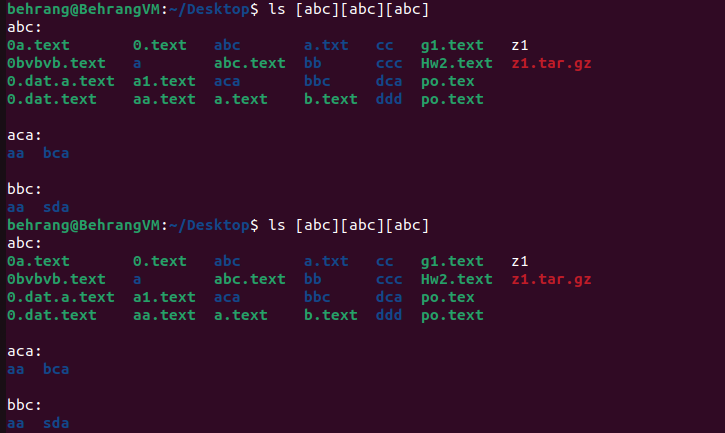 behrang@BehrangVM:~/Desktop$ ls [abc][abc][abc]
abc:
0a.text 0.text abc a.txt cc g1.text z1
0bvbvb.text a abc.text bb ccc Hw2.text z1.tar.gz
0.dat.a.text a1.text aca bbc dca po.tex
0.dat.text aa.text a.text b.text ddd po.text
aca:
aa bca
bbc:
aa sda
behrang@BehrangVM:~/Desktop$ ls [abc][abc][abc]
abc:
0a.text 0.text abc a.txt cc g1.text z1
0bvbvb.text a abc.text bb ccc Hw2.text z1.tar.gz
0.dat.a.text a1.text aca bbc dca po.tex
0.dat.text aa.text a.text b.text ddd po.text
aca:
aa bca
bbc:
aa sda